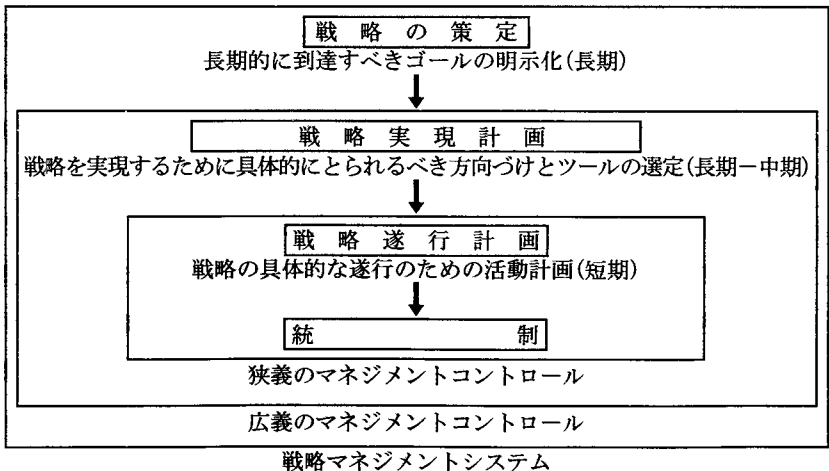 戦略の策定
長期的に到達すべきゴールの明示化(長期)
戦略実現計画
戦略を実現するために具体的にとられるべき方向づけとツールの選定(長期－中期)
戦略遂行計画
戦略の具体的な遂行のための活動計画(短期)
統制
狭義のマネジメントコントロール
広義のマネジメントコントロール
戦略マネジメントシステム